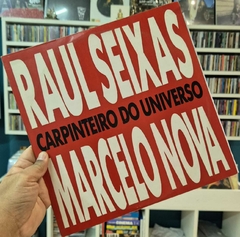 RAUL SEIXAS
CARPINTEIRO DO UNIVERSO
MARCELO NOVA